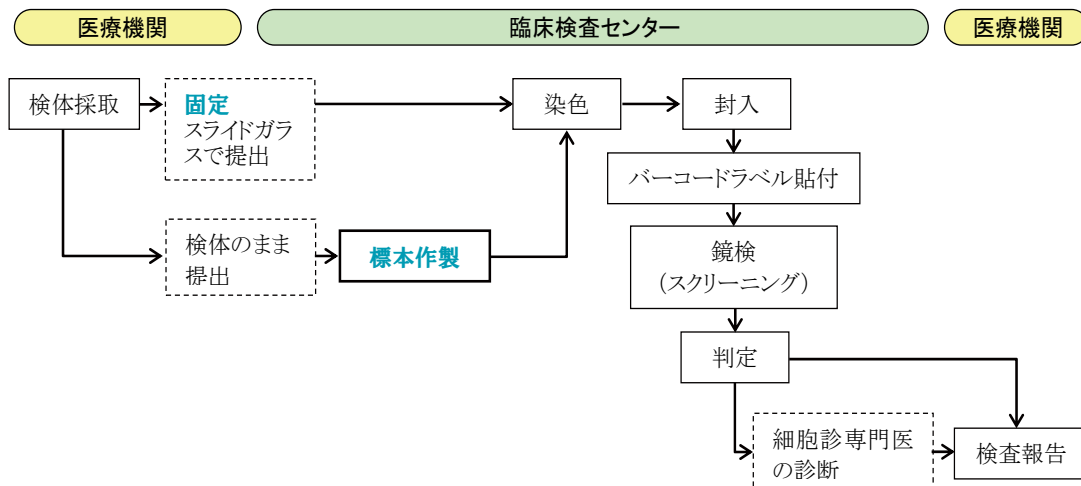 医療機関
臨床検査センター
医療機関
検体採取
固定
スライドガラ
スで提出
染色
封入
バーコードラベル貼付
検体のまま
提出
標本作製
鏡検
（スクリーニング）
判定
細胞診専門医
の診断
検査報告